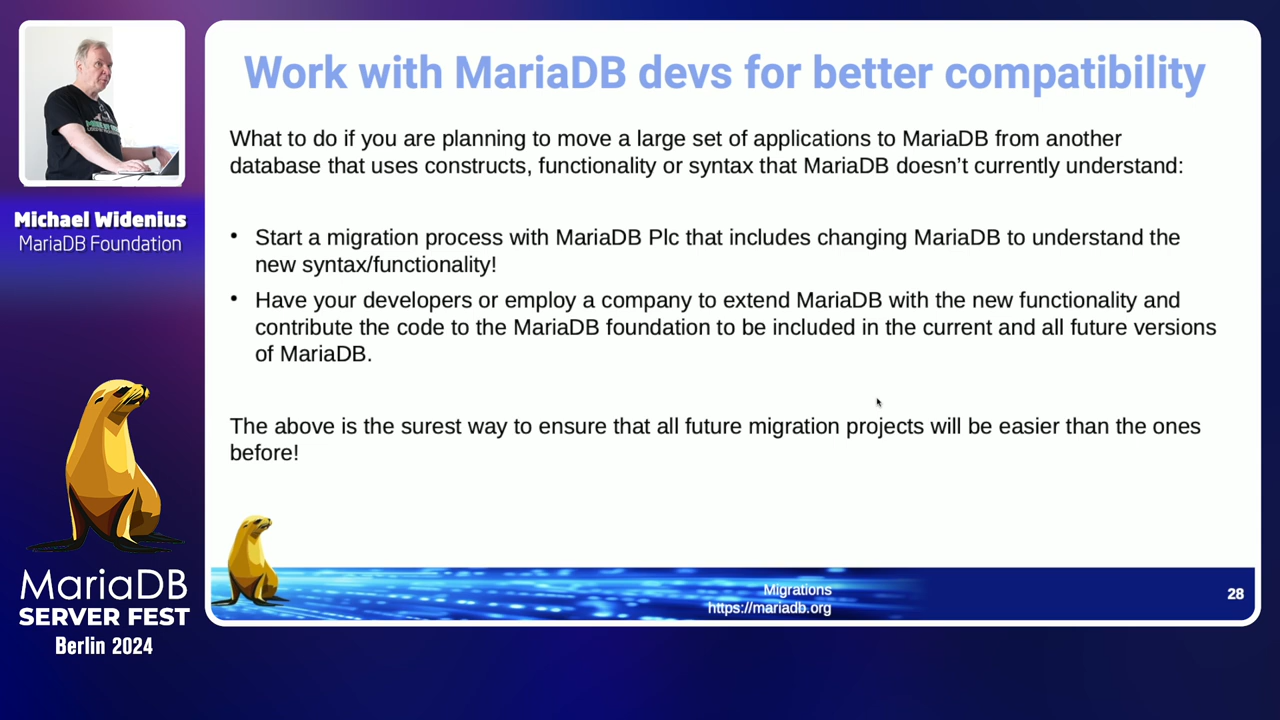 Work with MariaDB devs for better compatibility
What to do if you are planning to move a large set of applications to MariaDB from another
database that uses constructs, functionality or syntax that MariaDB doesn’t currently understand:
• Start a migration process with MariaDB Plc that includes changing MariaDB to understand the
new syntax/functionality!
• Have your developers or employ a company to extend MariaDB with the new functionality and
contribute the code to the MariaDB foundation to be included in the current and all future versions
of MariaDB.
The above is the surest way to ensure that all future migration projects will be easier than the ones
before!
Migrations
https://mariadb.org
28
Michael Widenius
MariaDB Foundation
MariaDB
SERVER FEST
Berlin 2024